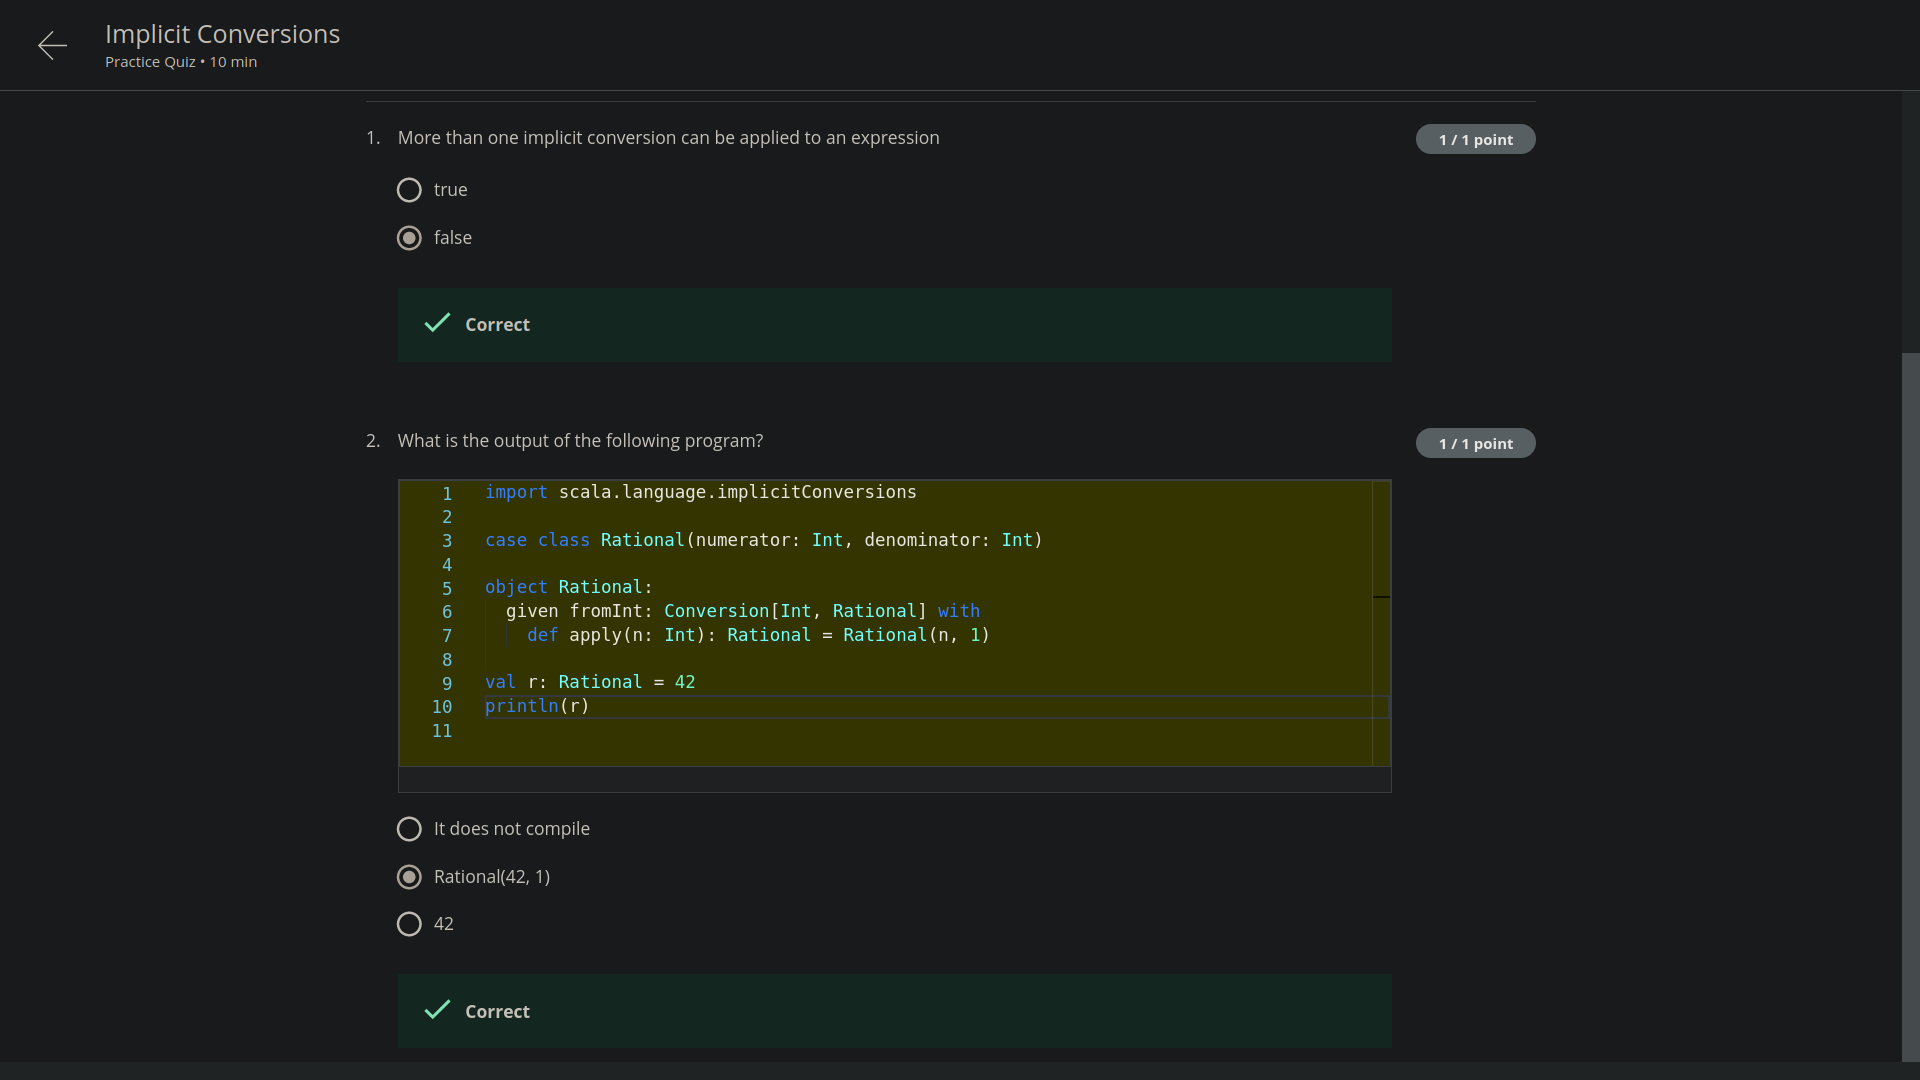 Implicit Conversions
Practice Quiz • 10 min
1. More than one implicit conversion can be applied to an expression
1 / 1 point
true
false
Correct
2. What is the output of the following program?
1 / 1 point
1 import scala.language.implicitConversions
2
3 case class Rational(numerator: Int, denominator: Int)
4
5 object Rational:
6   given fromInt: Conversion[Int, Rational] with
7     def apply(n: Int): Rational = Rational(n, 1)
8
9 val r: Rational = 42
10 println(r)
11
It does not compile
Rational(42, 1)
42
Correct